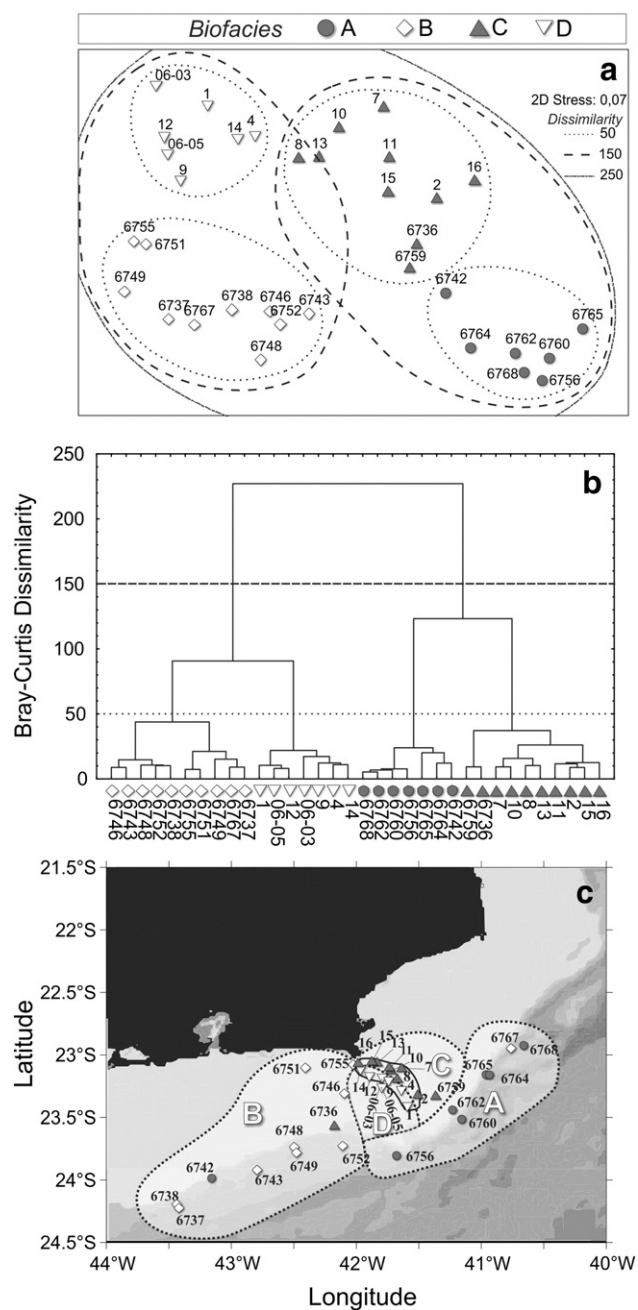 Biofacies A B C D
a
06-03 1 7
2D Stress: 0,07
Dissimilarity
50
150
250
12 14 4 10
06-05 8 13 11
9 15 2 16
6755 6751
6736
6759
6749 6742
6737 6767 6738 6746 6752 6743
6748
6765
6764 6762 6760
6768 6756
b
Bray-Curtis Dissimilarity
250
200
150
100
50
0
6746 6743 6748 6752 6738 6755 6751 6749 6767 6737 1 06-05 12 06-03 9 4 14 6768 6762 6760 6756 6765 6764 6742 6759 6736 7 10 8 13 11 2 15 16
c
Latitude
21.5°S
22°S
22.5°S
23°S
23.5°S
24°S
24.5°S
6767 6768
15 13 16 11 10
6755 7
6751 C
8 6759 6765 6764
6746 14 12 9 4 2
B 6736 1 6762 A
D 06-03 06-05 6760
6748
6749 6752 6756
6742 6743
6738
6737
44°W 43°W 42°W 41°W 40°W
Longitude